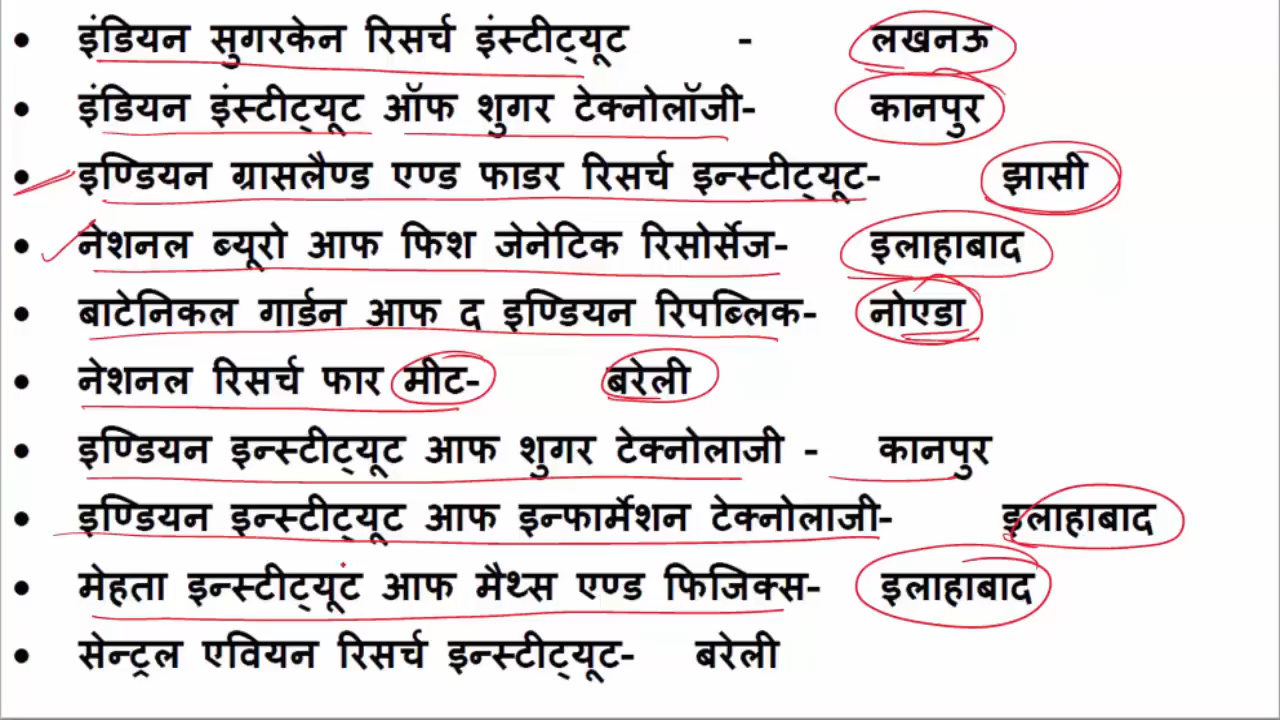 • इंडियन सुगरकेन रिसर्च इंस्टीट्यूट - लखनऊ
• इंडियन इंस्टीट्यूट ऑफ शुगर टेक्नोलॉजी- कानपुर
• इण्डियन ग्रासलैण्ड एण्ड फाडर रिसर्च इन्स्टीट्यूट- झासी
• नेशनल ब्यूरो आफ फिश जेनेटिक रिसोर्सेज- इलाहाबाद
• बाटेनिकल गार्डन आफ द इण्डियन रिपब्लिक- नोएडा
• नेशनल रिसर्च फार मीट- बरेली
• इण्डियन इन्स्टीट्यूट आफ शुगर टेक्नोलाजी - कानपुर
• इण्डियन इन्स्टीट्यूट आफ इन्फार्मेशन टेक्नोलाजी- इलाहाबाद
• मेहता इन्स्टीट्यूट आफ मैथ्स एण्ड फिजिक्स- इलाहाबाद
• सेन्ट्रल एवियन रिसर्च इन्स्टीट्यूट- बरेली